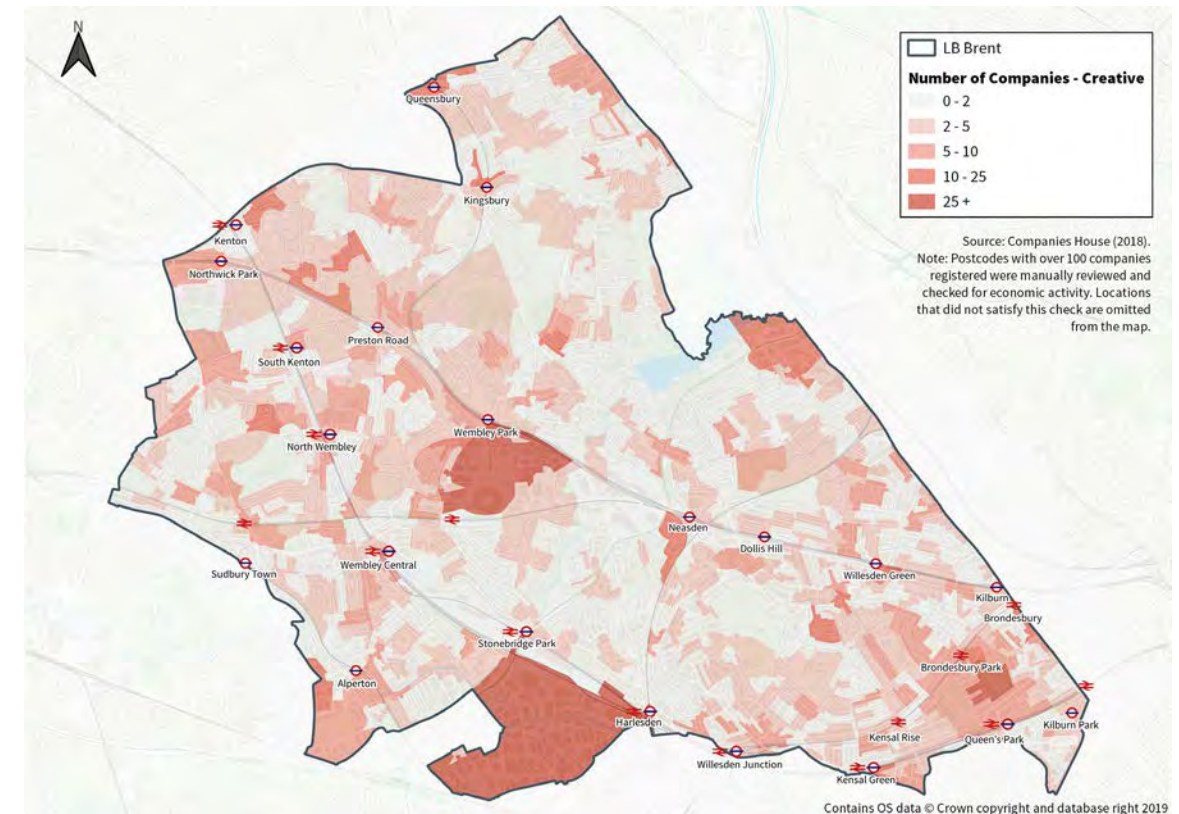 N
LB Brent
Number of Companies - Creative
0 - 2
2 - 5
5 - 10
10 - 25
25 +
Source: Companies House (2018).
Note: Postcodes with over 100 companies
registered were manually reviewed and
checked for economic activity. Locations
that did not satisfy this check are omitted
from the map.
Queensbury
Kingsbury
Kenton
Northwick Park
Preston Road
South Kenton
Wembley Park
North Wembley
Neasden
Dollis Hill
Wembley Central
Sudbury Town
Willesden Green
Kilburn
Brondesbury
Stonebridge Park
Brondesbury Park
Alperton
Harlesden
Kensal Rise
Queen's Park
Kilburn Park
Willesden Junction
Kensal Green
Contains OS data © Crown copyright and database right 2019